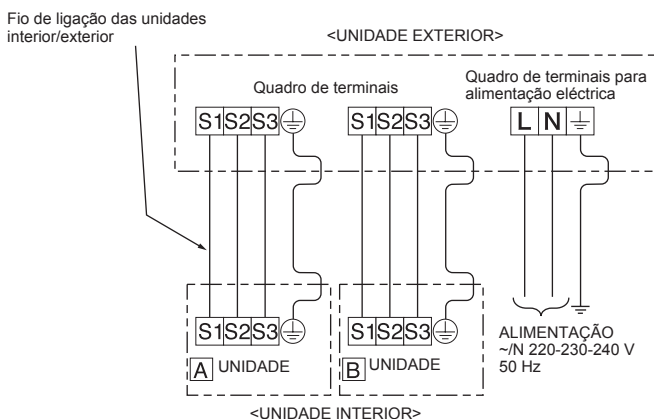 Fio de ligação das unidades
interior/exterior
<UNIDADE EXTERIOR>
Quadro de terminais
Quadro de terminais para
alimentação eléctrica
S1 S2 S3
S1 S2 S3
L N
S1 S2 S3
S1 S2 S3
A UNIDADE
B UNIDADE
ALIMENTAÇÃO
~/N 220-230-240 V
50 Hz
<UNIDADE INTERIOR>